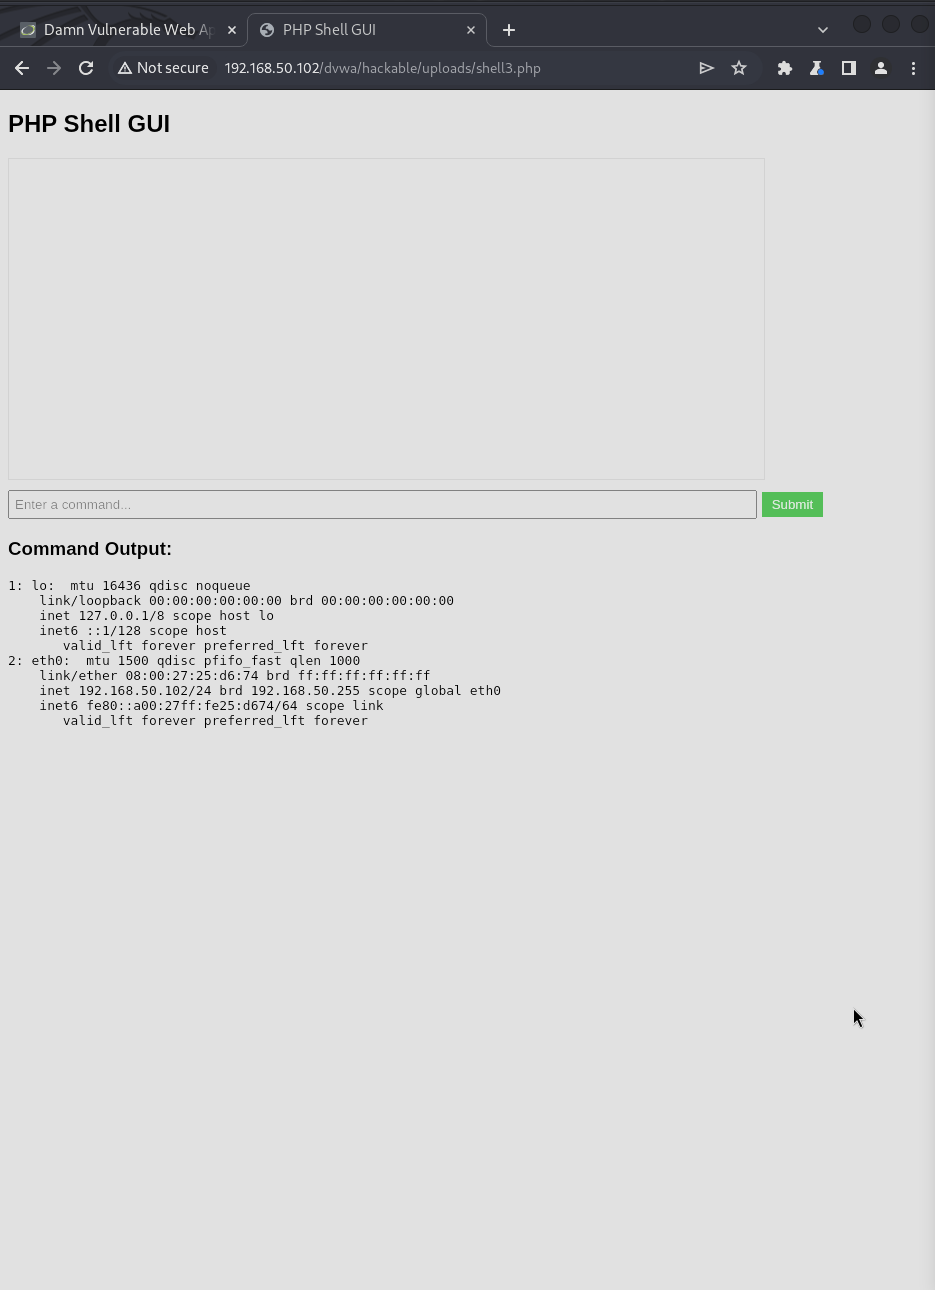 Damn Vulnerable Web Ap
PHP Shell GUI
Not secure
192.168.50.102/dvwa/hackable/uploads/shell3.php
PHP Shell GUI
Enter a command...
Submit
Command Output:
1: lo:  mtu 16436 qdisc noqueue
    link/loopback 00:00:00:00:00:00 brd 00:00:00:00:00:00
    inet 127.0.0.1/8 scope host lo
    inet6 ::1/128 scope host
       valid_lft forever preferred_lft forever
2: eth0:  mtu 1500 qdisc pfifo_fast qlen 1000
    link/ether 08:00:27:25:d6:74 brd ff:ff:ff:ff:ff:ff
    inet 192.168.50.102/24 brd 192.168.50.255 scope global eth0
    inet6 fe80::a00:27ff:fe25:d674/64 scope link
       valid_lft forever preferred_lft forever